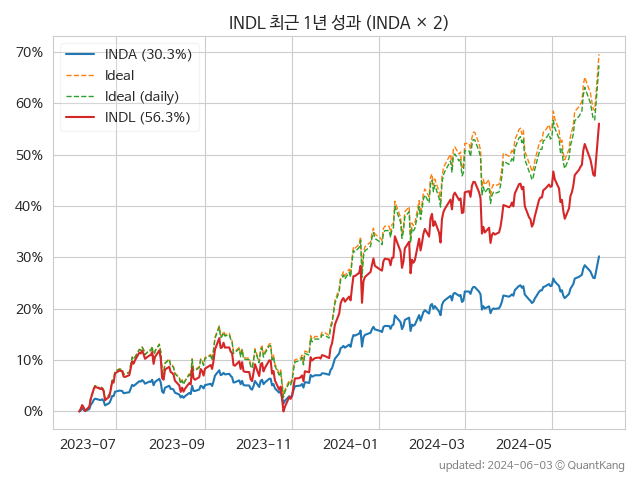 INDL 최근 1년 성과 (INDA × 2)
70%
60%
50%
40%
30%
20%
10%
0%
INDA (30.3%)
Ideal
Ideal (daily)
INDL (56.3%)
2023-07
2023-09
2023-11
2024-01
2024-03
2024-05
updated: 2024-06-03 ⓒ QuantKang